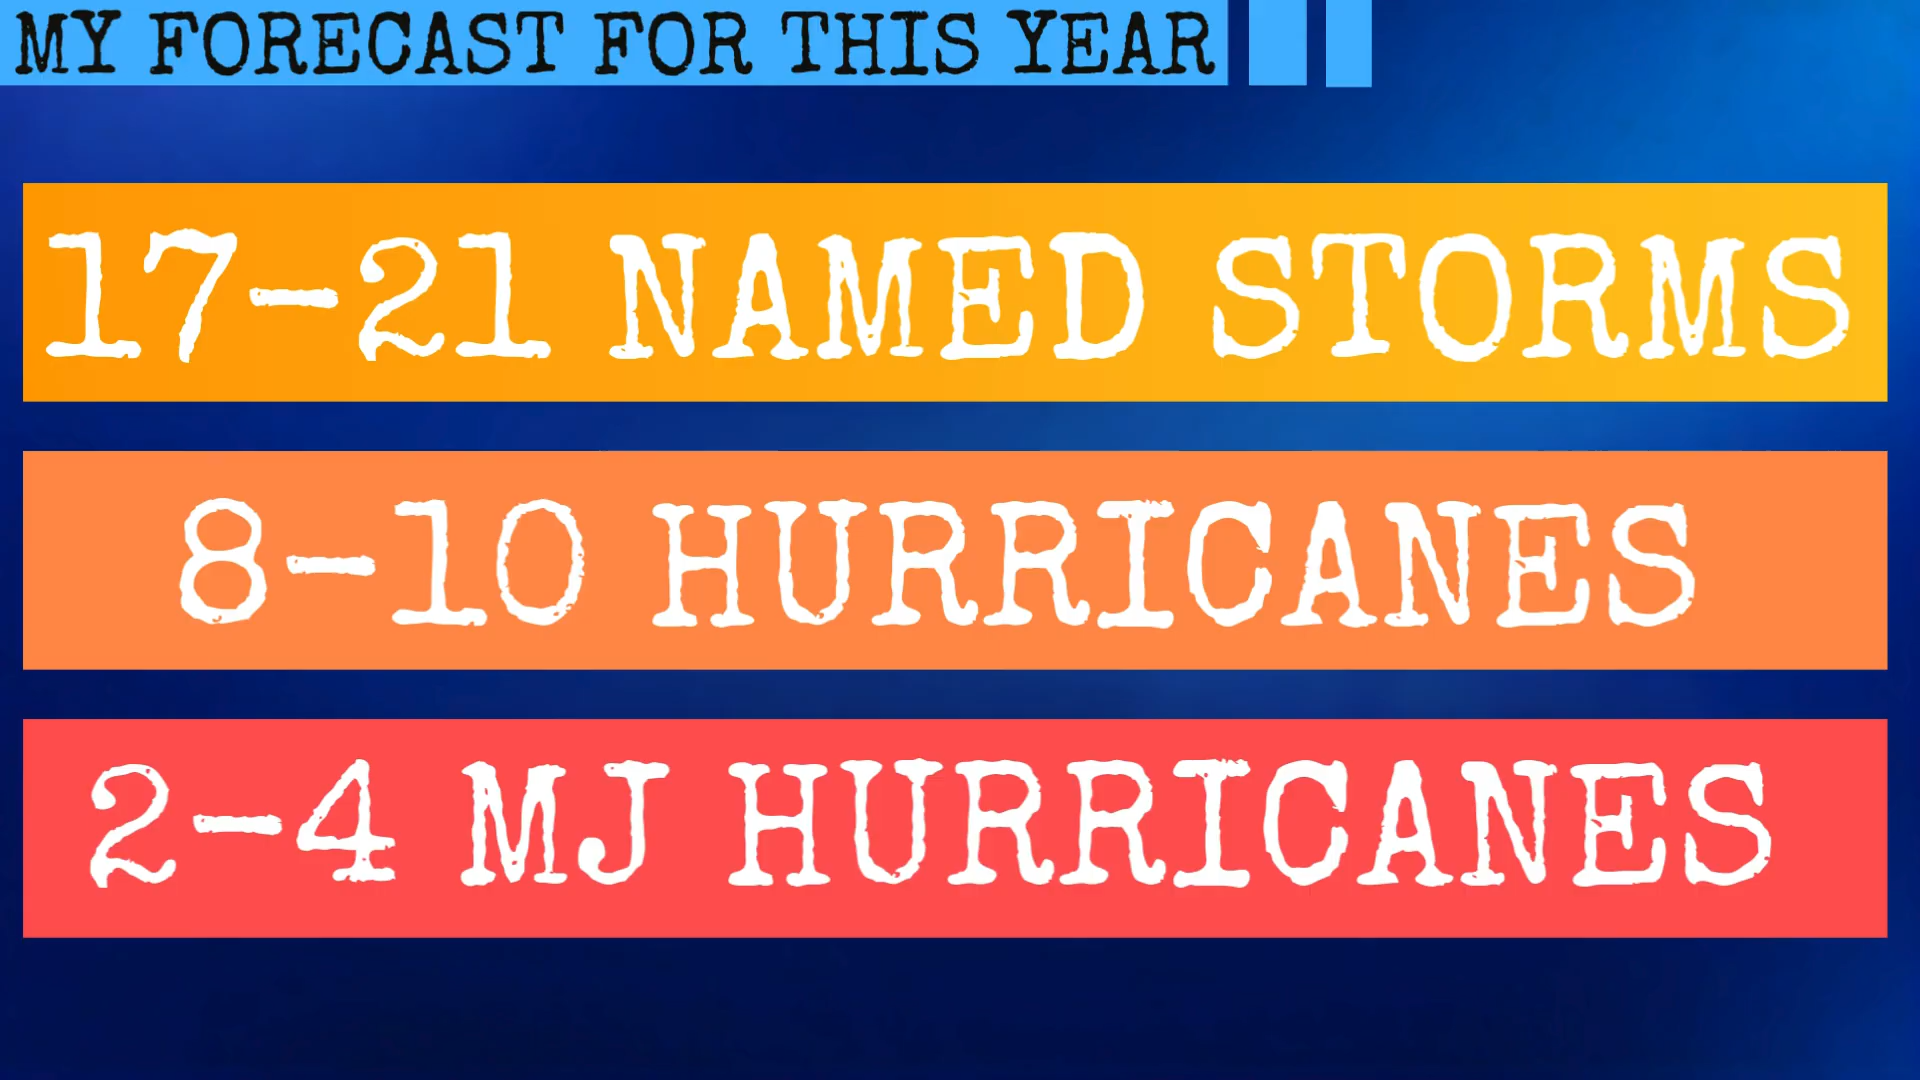 MY FORECAST FOR THIS YEAR
17-21 NAMED STORMS
8-10 HURRICANES
2-4 MJ HURRICANES